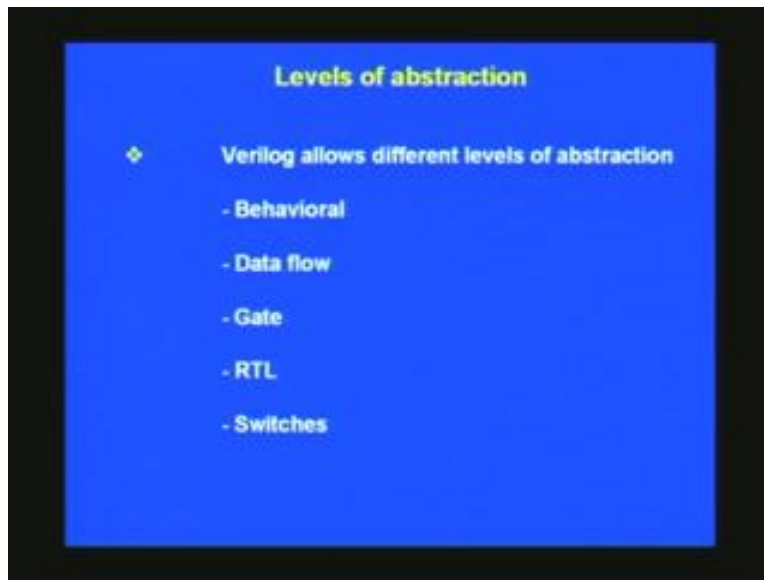 Levels of abstraction
Verilog allows different levels of abstraction
- Behavioral
- Data flow
- Gate
- RTL
- Switches